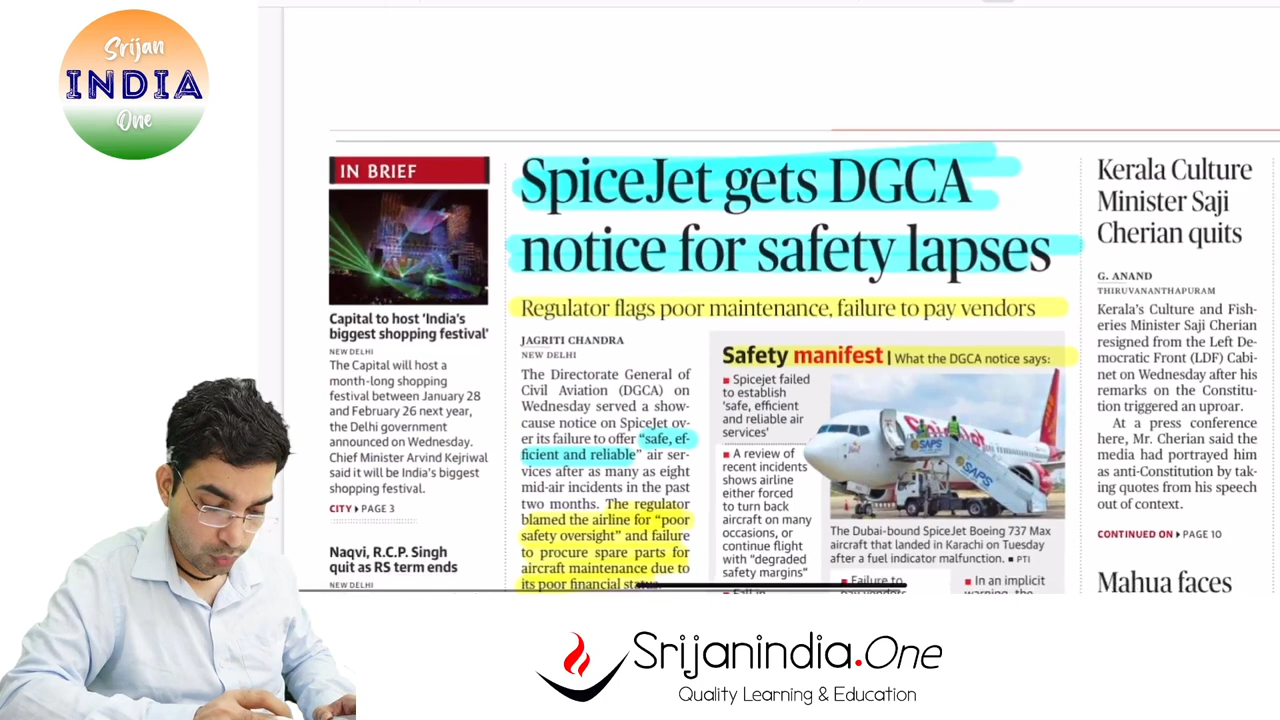 Srijan
INDIA
One
IN BRIEF
Capital to host ‘India’s
biggest shopping festival’
NEW DELHI
The Capital will host a
month-long shopping
festival between January 28
and February 26 next year,
the Delhi government
announced on Wednesday.
Chief Minister Arvind Kejriwal
said it will be India’s biggest
shopping festival.
CITY PAGE 3
Naqvi, R.C.P. Singh
quit as RS term ends
NEW DELHI
SpiceJet gets DGCA
notice for safety lapses
Regulator flags poor maintenance, failure to pay vendors
JAGRITI CHANDRA
NEW DELHI
The Directorate General of
Civil Aviation (DGCA) on
Wednesday served a show-
cause notice on SpiceJet ov-
er its failure to offer “safe, ef-
ficient and reliable” air ser-
vices after as many as eight
mid-air incidents in the past
two months. The regulator
blamed the airline for “poor
safety oversight” and failure
to procure spare parts for
aircraft maintenance due to
its poor financial
Safety manifest | What the DGCA notice says:
■ Spicejet failed
to establish
‘safe, efficient
and reliable air
services’
■ A review of
recent incidents
shows airline
either forced
to turn back
aircraft on many
occasions, or
continue flight
with “degraded
safety margins”
SAPS
SAPS
The Dubai-bound SpiceJet Boeing 737 Max
aircraft that landed in Karachi on Tuesday
after a fuel indicator malfunction. ■ PTI
■ Failure to
pay vendors
■ In an implicit
warning, the
Kerala Culture
Minister Saji
Cherian quits
G. ANAND
THIRUVANANTHAPURAM
Kerala’s Culture and Fish-
eries Minister Saji Cherian
resigned from the Left De-
mocratic Front (LDF) Cabi-
net on Wednesday after his
remarks on the Constitu-
tion triggered an uproar.
At a press conference
here, Mr. Cherian said the
media had portrayed him
as anti-Constitution by tak-
ing quotes from his speech
out of context.
CONTINUED ON PAGE 10
Mahua faces
Srijanindia.One
Quality Learning & Education